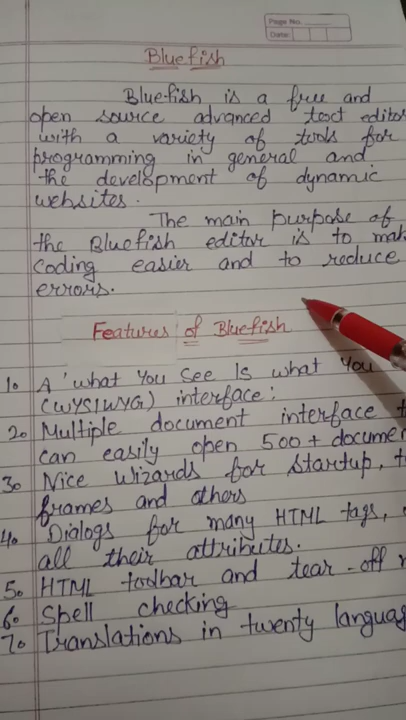 Page No.
Date:
Bluefish
Bluefish is a free and
open source advanced text editor
with a variety of tools for
programming in general and
the development of dynamic
websites.
The main purpose of
the Bluefish editor is to mak
coding easier and to reduce
errors.
Features of Bluefish
1. A 'what You See Is what You
(WYSIWYG) interface:
2. Multiple document interface t
can easily open 500+ documen
3. Nice Wizards for startup, t
frames and others
4. Dialogs for many HTML tags,
all their attributes.
5. HTML toolbar and tear-off
6. Spell checking
7. Translations in twenty languag